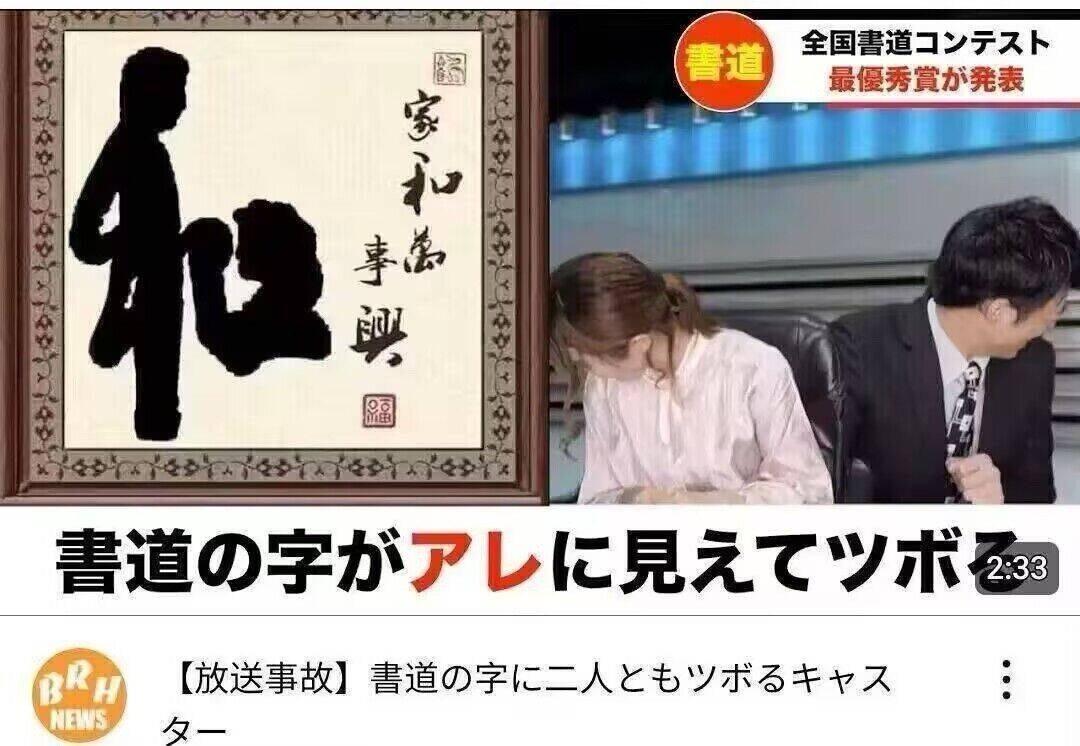 和
家和萬
事興
福
書道
全国書道コンテスト
最優秀賞が発表
書道の字がアレに見えてツボる
2:33
BRH
NEWS
【放送事故】書道の字に二人ともツボるキャス
ター